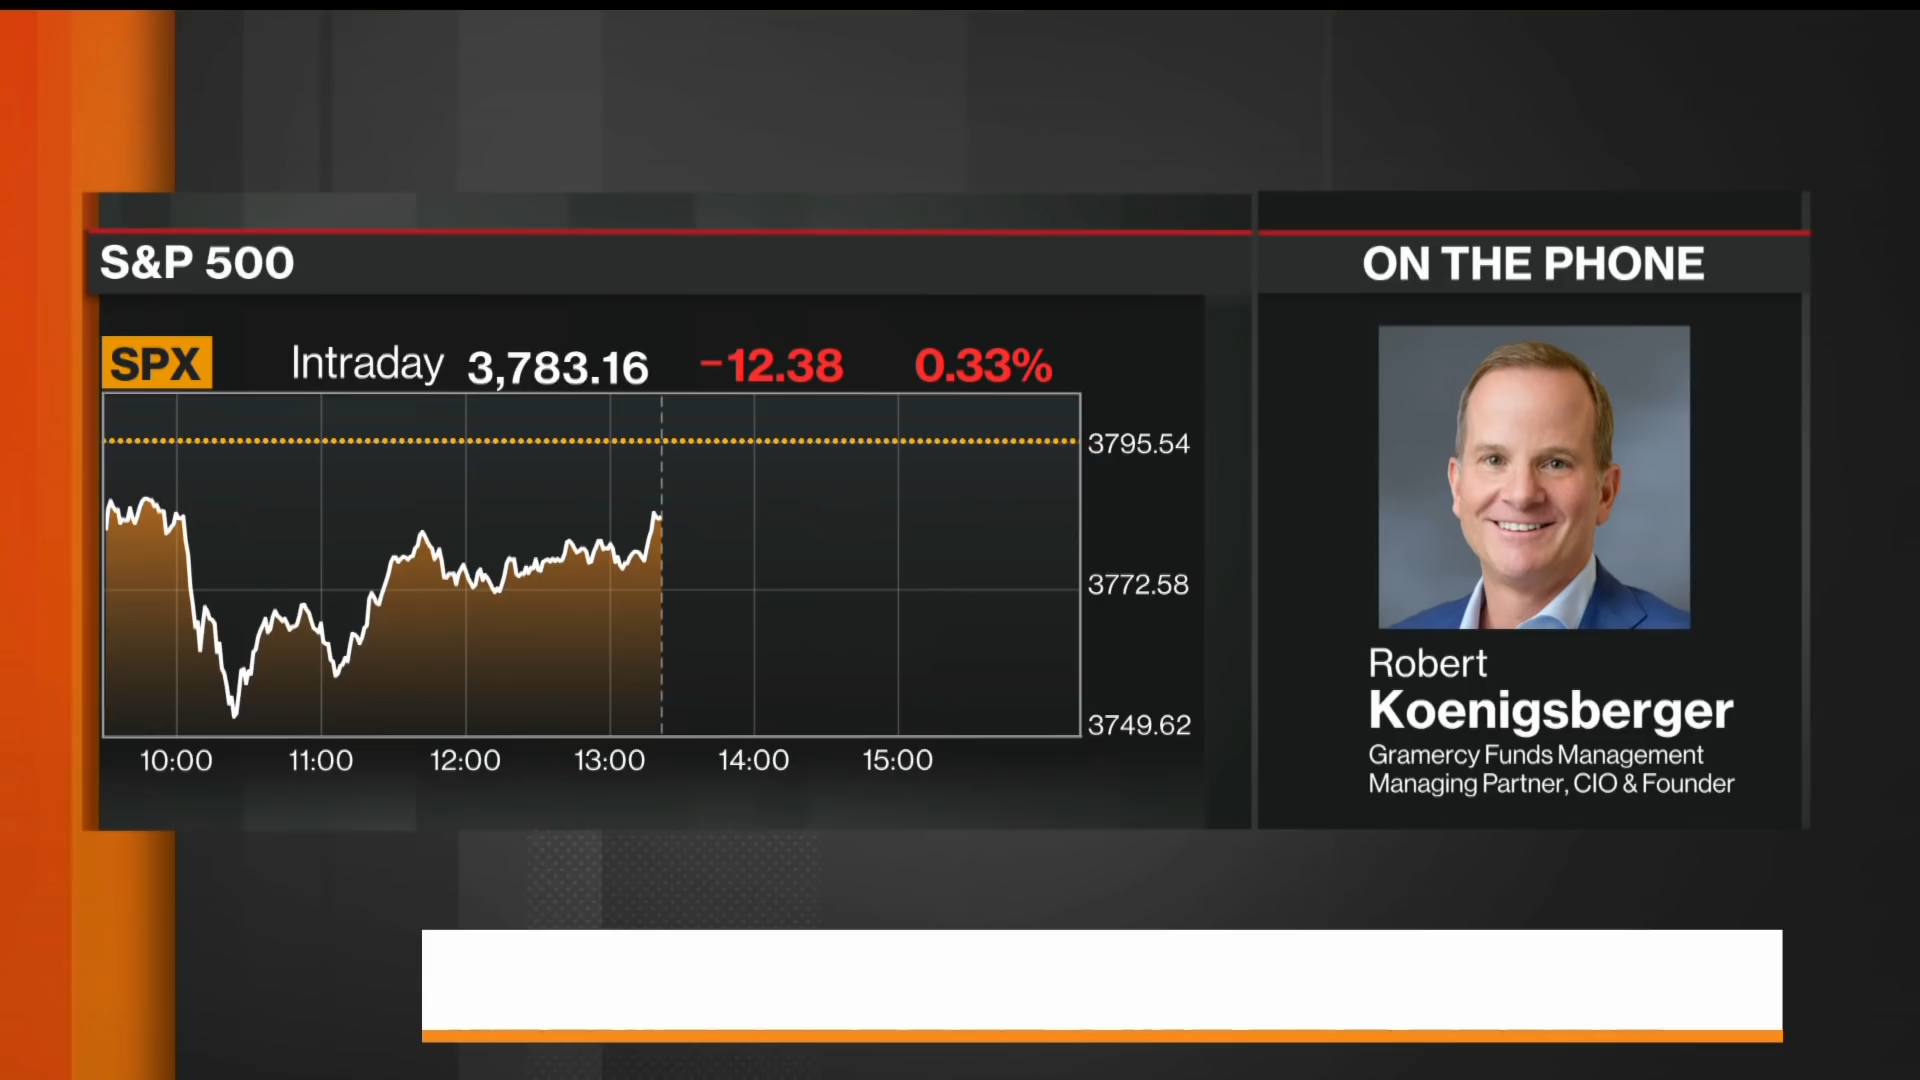 S&P 500
SPX Intraday 3,783.16 −12.38 0.33%
3795.54
3772.58
3749.62
10:00 11:00 12:00 13:00 14:00 15:00
ON THE PHONE
Robert
Koenigsberger
Gramercy Funds Management
Managing Partner, CIO & Founder